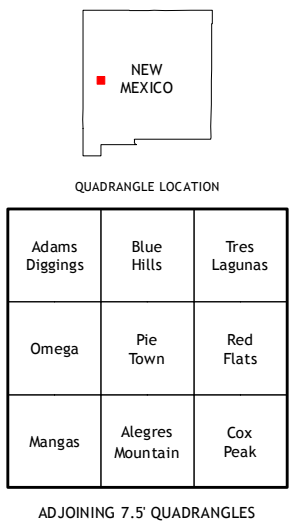 NEW
MEXICO
QUADRANGLE LOCATION
Adams
Diggings
Blue
Hills
Tres
Lagunas
Omega
Pie
Town
Red
Flats
Mangas
Alegres
Mountain
Cox
Peak
ADJOINING 7.5' QUADRANGLES